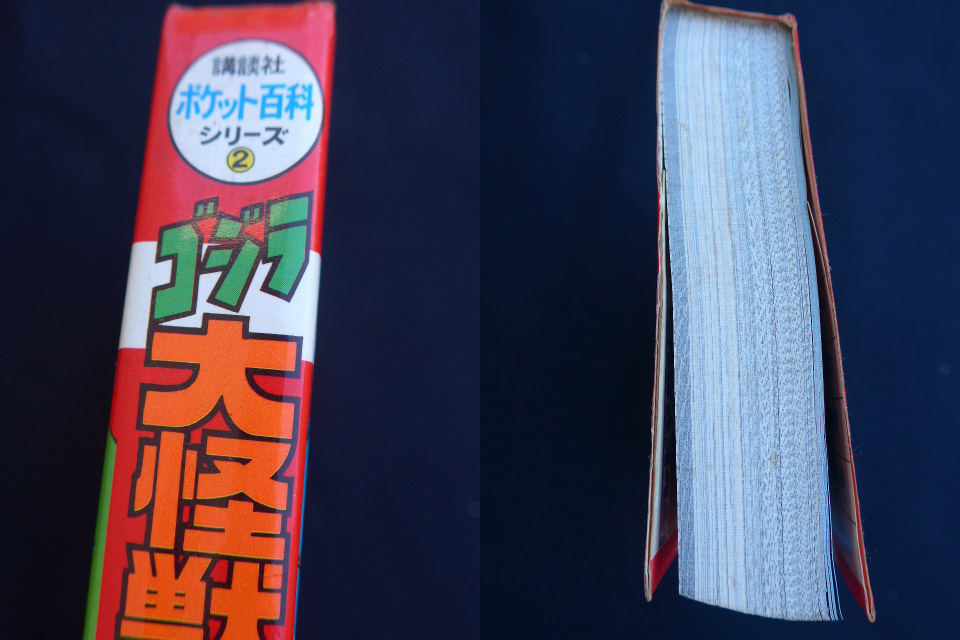 講談社
ポケット百科
シリーズ
②
ゴジラ
大怪獣